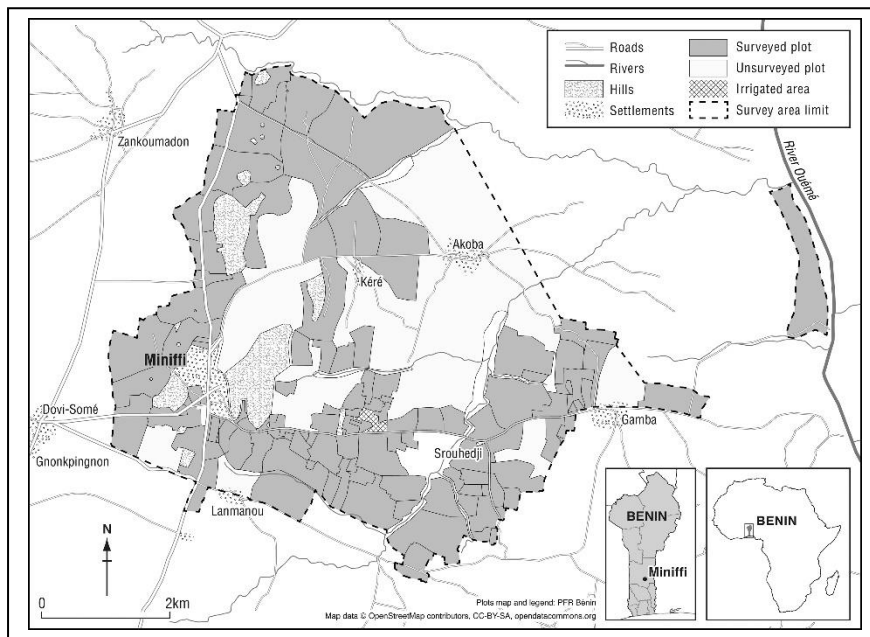 Roads
Rivers
Hills
Settlements
Surveyed plot
Unsurveyed plot
Irrigated area
Survey area limit
Zankoumadon
River Ouémé
Akoba
Kéré
Miniffi
Dovi-Somé
Gnonkpingnon
Gamba
Srouhedji
Lanmanou
BENIN
Miniffi
BENIN
N
0 2km
Plots map and legend: PFR Benin
Map data © OpenStreetMap contributors, CC-BY-SA, opendatacommons.org